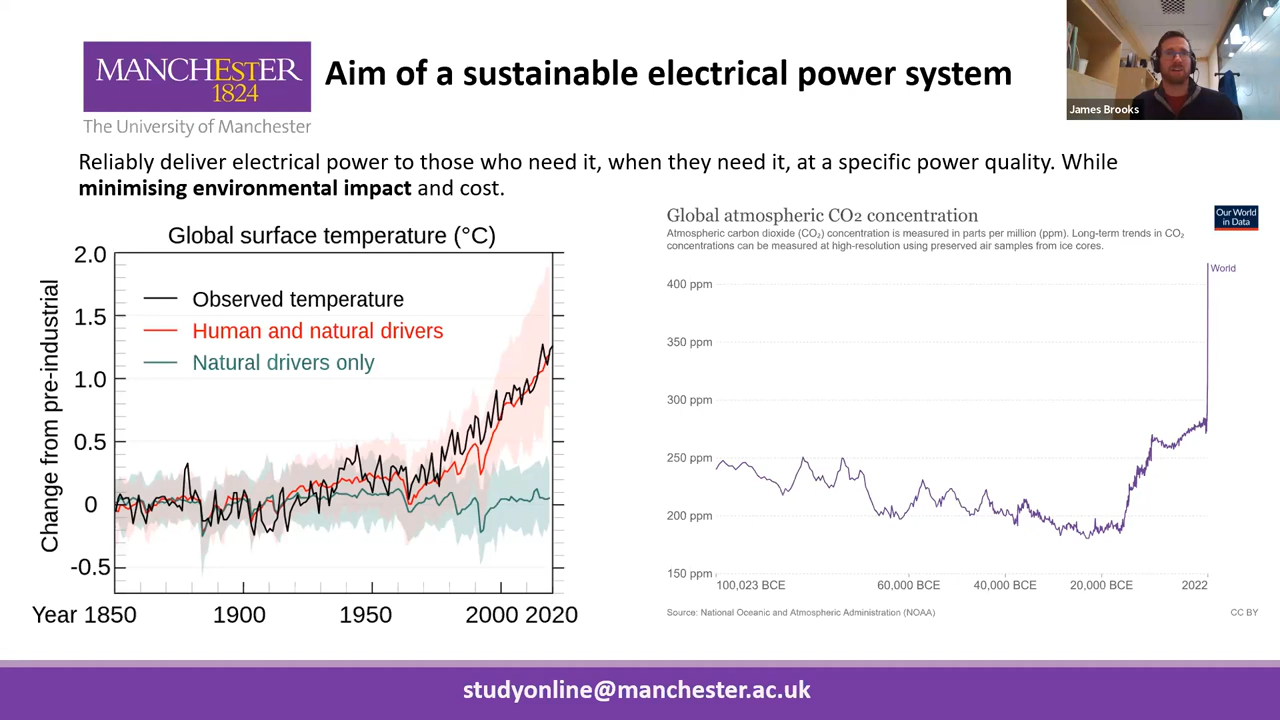 MANCHESTER
1824
The University of Manchester
Aim of a sustainable electrical power system
James Brooks
Reliably deliver electrical power to those who need it, when they need it, at a specific power quality. While
minimising environmental impact and cost.
Global surface temperature (°C)
Change from pre-industrial
2.0
1.5
1.0
0.5
0
-0.5
Observed temperature
Human and natural drivers
Natural drivers only
Year 1850
1900
1950
2000
2020
Global atmospheric CO2 concentration
Our World
in Data
Atmospheric carbon dioxide (CO₂) concentration is measured in parts per million (ppm). Long-term trends in CO₂
concentrations can be measured at high-resolution using preserved air samples from ice cores.
World
400 ppm
350 ppm
300 ppm
250 ppm
200 ppm
150 ppm
100,023 BCE
60,000 BCE
40,000 BCE
20,000 BCE
2022
Source: National Oceanic and Atmospheric Administration (NOAA)
CC BY
studyonline@manchester.ac.uk